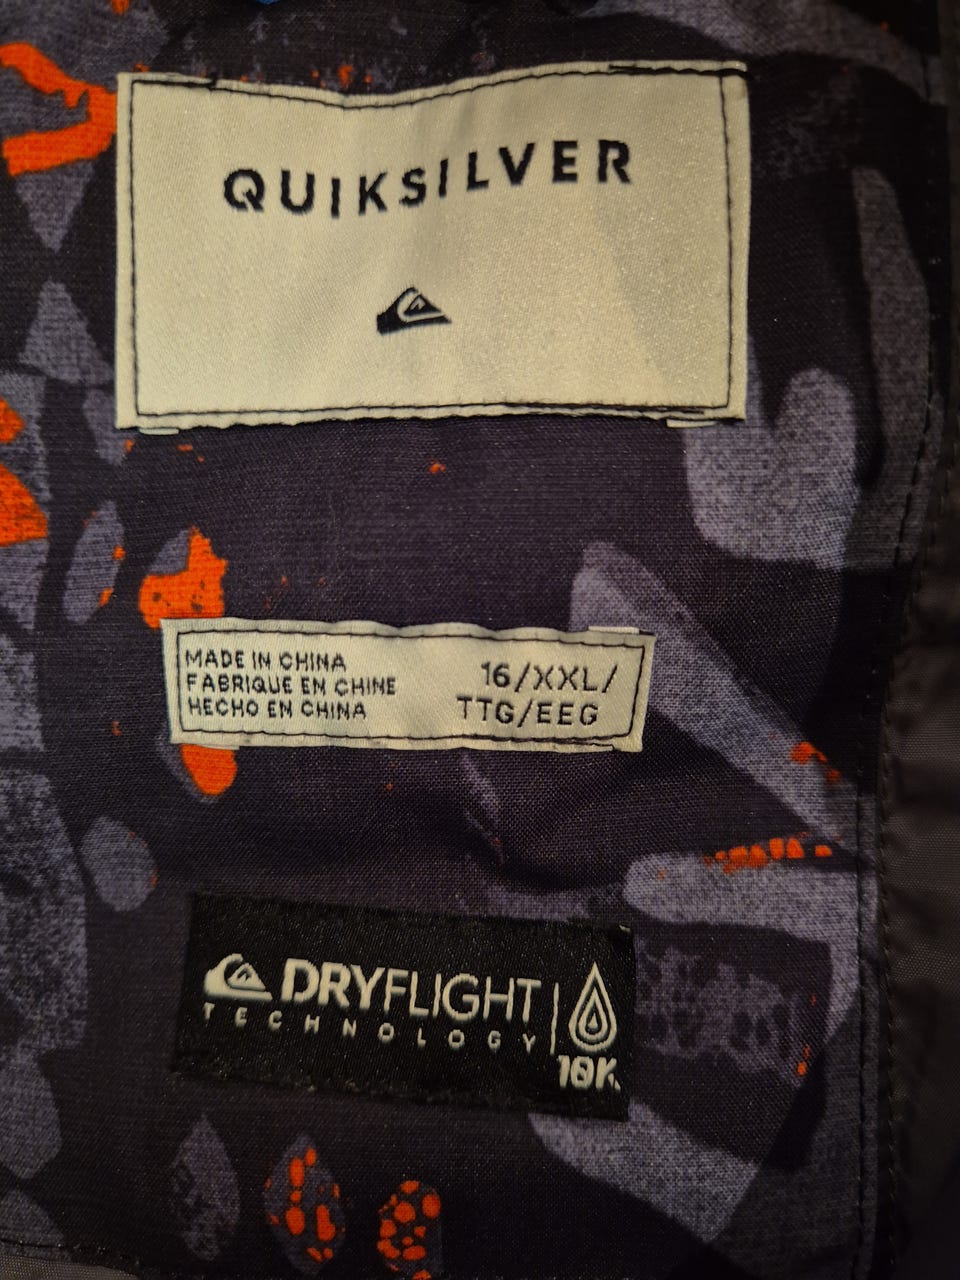 QUIKSILVER
MADE IN CHINA
FABRIQUE EN CHINE
HECHO EN CHINA
16/XXL/
TTG/EEG
DRYFLIGHT
TECHNOLOGY
10K